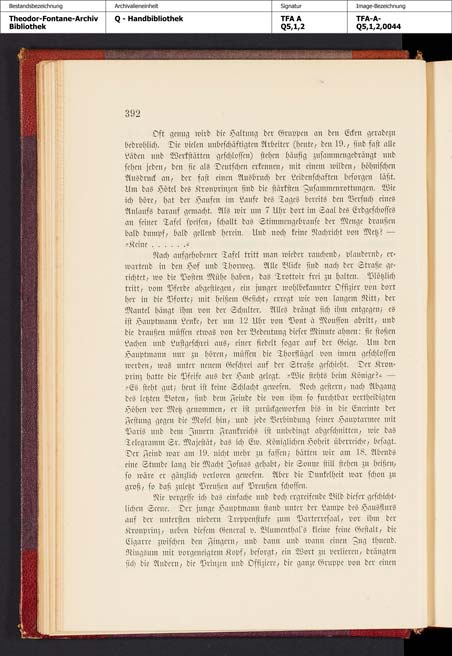 Bestandsbezeichnung
Archivalieneinheit
Signatur
Image-Bezeichnung
Theodor-Fontane-Archiv
Bibliothek
Q - Handbibliothek
TFA A
Q5,1,2
TFA-A-
Q5,1,2,0044
392
Oft genug wird die Haltung der Gruppen an den Ecken geradezu
bedrohlich. Die vielen unbeschäftigten Arbeiter (heute, den 19., sind fast alle
Läden und Werkstätten geschlossen) stehen häufig zusammengedrängt und
sehen jeden, den sie als Deutschen erkennen, mit einem wilden, höhnischen
Ausdruck an, der fast einen Ausbruch der Leidenschaften besorgen läßt.
Um das Hôtel des Kronprinzen sind die stärksten Zusammenrottungen. Wie
ich höre, hat der Haufen im Laufe des Tages bereits den Versuch eines
Anlaufs darauf gemacht. Als wir um 7 Uhr dort im Saal des Erdgeschosses
an seiner Tafel speisen, schallt das Stimmengebrause der Menge draußen
bald dumpf, bald gellend herein. Und noch keine Nachricht von Metz? —
»Keine . . . . . .«
Nach aufgehobener Tafel tritt man wieder rauchend, plaudernd, er-
wartend in den Hof und Thorweg. Alle Blicke sind nach der Straße ge-
richtet, wo die Posten Mühe haben, das Trottoir frei zu halten. Plötzlich
tritt, vom Pferde abgestiegen, ein junger wohlbekannter Offizier von dort
her in die Pforte; mit heißem Gesicht, erregt wie von langem Ritt, der
Mantel hängt ihm von der Schulter. Alles drängt sich ihm entgegen; es
ist Hauptmann Lenke, der um 12 Uhr von Pont à Mousson abritt, und
die draußen müssen etwas von der Bedeutung dieser Minute ahnen: sie stoßen
Lachen und Lustgeschrei aus, einer fiedelt sogar auf der Geige. Um den
Hauptmann nur zu hören, müssen die Thorflügel von innen geschlossen
werden, was unter neuem Geschrei auf der Straße geschieht. Der Kron-
prinz hatte die Pfeife aus der Hand gelegt. »Wie stehts beim Könige?« —
»Es steht gut; heut ist keine Schlacht gewesen. Noch gestern, nach Abgang
des letzten Boten, sind dem Feinde die von ihm so furchtbar vertheidigten
Höhen vor Metz genommen, er ist zurückgeworfen bis in die Enceinte der
Festung gegen die Mosel hin, und jede Verbindung seiner Hauptarmee mit
Paris und dem Innern Frankreichs ist unbedingt abgeschnitten, wie das
Telegramm Sr. Majestät, das ich Ew. Königlichen Hoheit überreiche, besagt.
Der Feind war am 19. nicht mehr zu fassen; hätten wir am 18. Abends
eine Stunde lang die Macht Josuas gehabt, die Sonne still stehen zu heißen,
so wäre er gänzlich verloren gewesen. Aber die Dunkelheit war schon zu
groß, so daß zuletzt Preußen auf Preußen schossen.
Nie vergesse ich das einfache und doch ergreifende Bild dieser geschicht-
lichen Scene. Der junge Hauptmann stand unter der Lampe des Hausflurs
auf der untersten niedern Treppenstufe zum Parterresaal, vor ihm der
Kronprinz, neben diesem General v. Blumenthal's kleine feine Gestalt, die
Cigarre zwischen den Fingern, und dann und wann einen Zug thuend.
Ringsum mit vorgeneigtem Kopf, besorgt, ein Wort zu verlieren, drängten
sich die Andern, die Prinzen und Offiziere, die ganze Gruppe von der einen